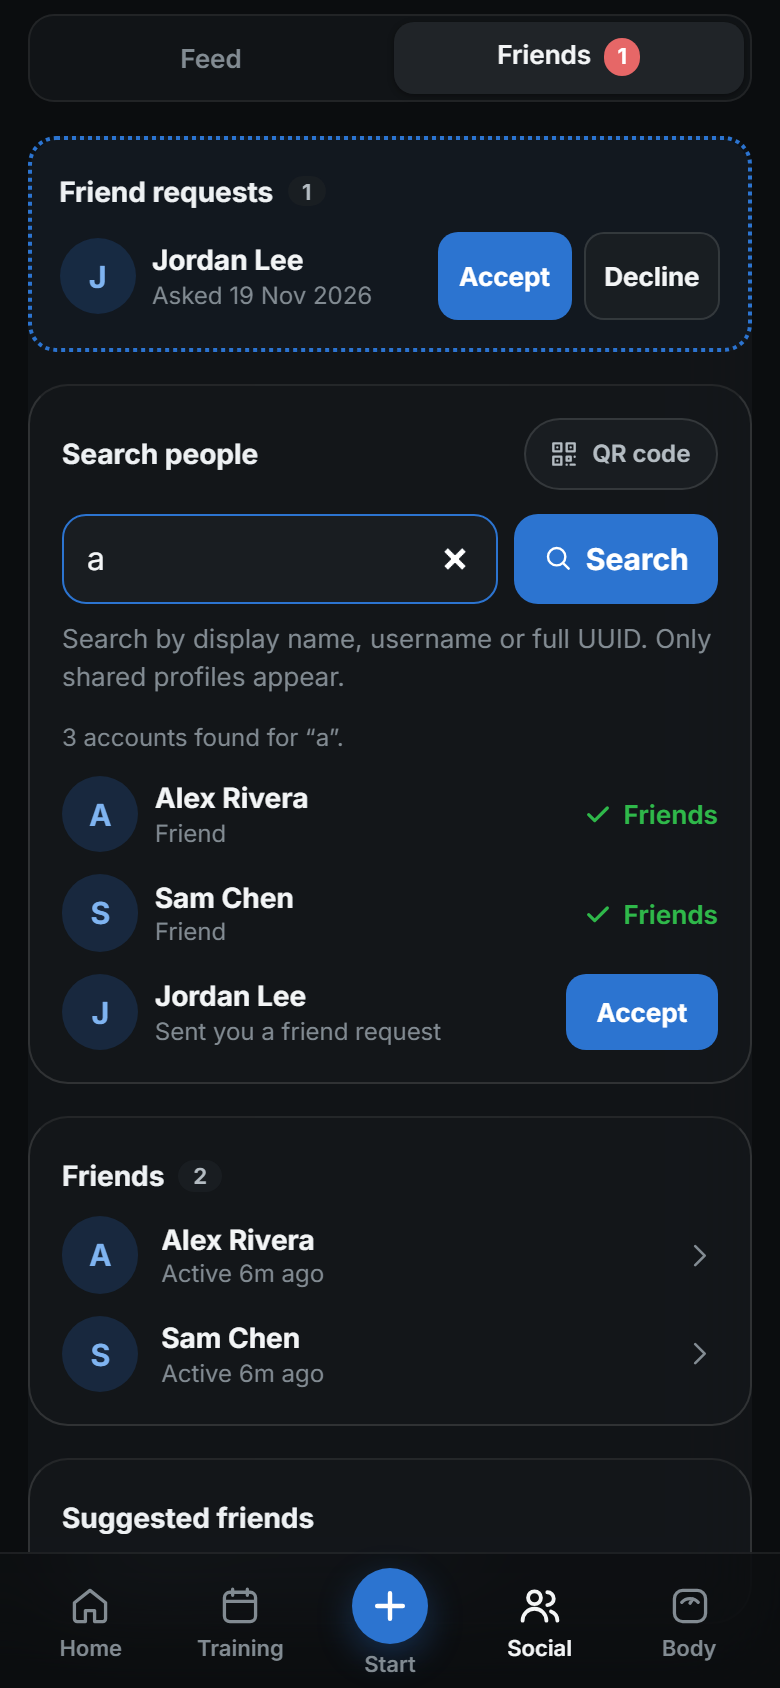 Feed
Friends 1
Friend requests 1
J
Jordan Lee
Asked 19 Nov 2026
Accept
Decline
Search people
QR code
a
Search
Search by display name, username or full UUID. Only
shared profiles appear.
3 accounts found for “a”.
A
Alex Rivera
Friend
Friends
S
Sam Chen
Friend
Friends
J
Jordan Lee
Sent you a friend request
Accept
Friends 2
A
Alex Rivera
Active 6m ago
S
Sam Chen
Active 6m ago
Suggested friends
Home
Training
Start
Social
Body